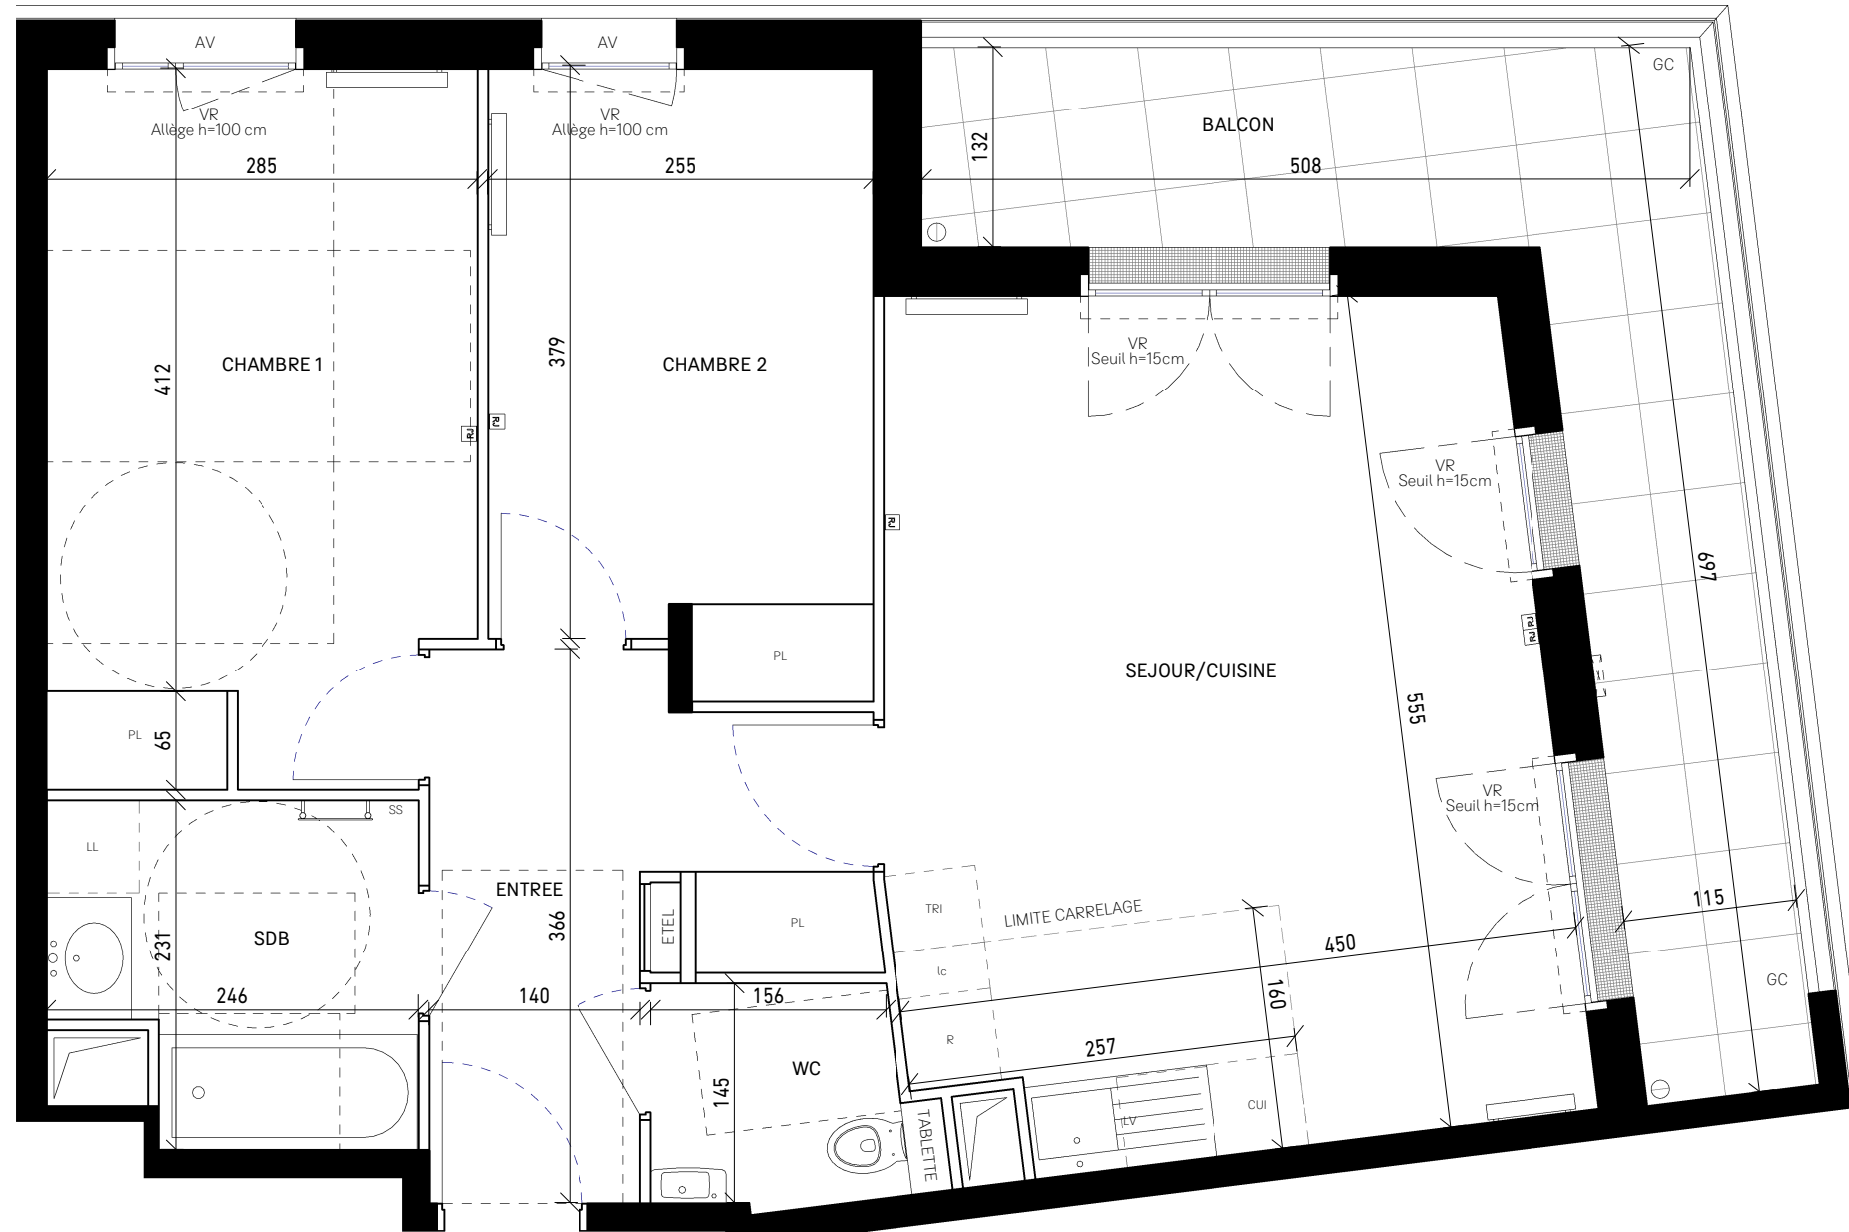 AV
AV
GC
VR
Allège h=100 cm
VR
Allège h=100 cm
BALCON
132
285
255
508
CHAMBRE 1
412
379
CHAMBRE 2
VR
Seuil h=15cm
RJ
RJ
VR
Seuil h=15cm
RJ
697
RJ
RJ
PL
SEJOUR/CUISINE
555
PL
65
VR
Seuil h=15cm
SS
LL
ENTREE
ETEL
PL
TRI
LIMITE CARRELAGE
115
366
SDB
231
450
lc
GC
246
140
156
160
R
257
WC
145
CUI
LV
TABLETTE